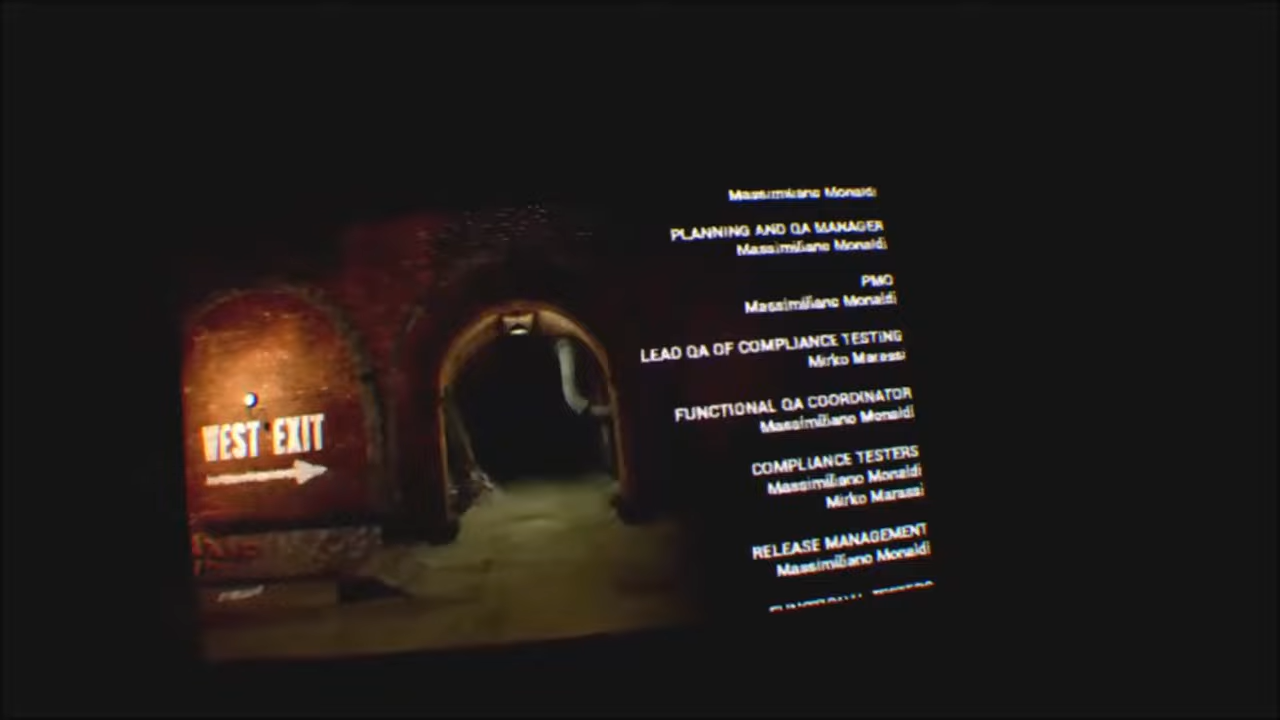 WEST EXIT
Massimiliano Monaldi
PLANNING AND QA MANAGER
Massimiliano Monaldi
PMO
Massimiliano Monaldi
LEAD QA OF COMPLIANCE TESTING
Mirko Marassi
FUNCTIONAL QA COORDINATOR
Massimiliano Monaldi
COMPLIANCE TESTERS
Massimiliano Monaldi
Mirko Marassi
RELEASE MANAGEMENT
Massimiliano Monaldi